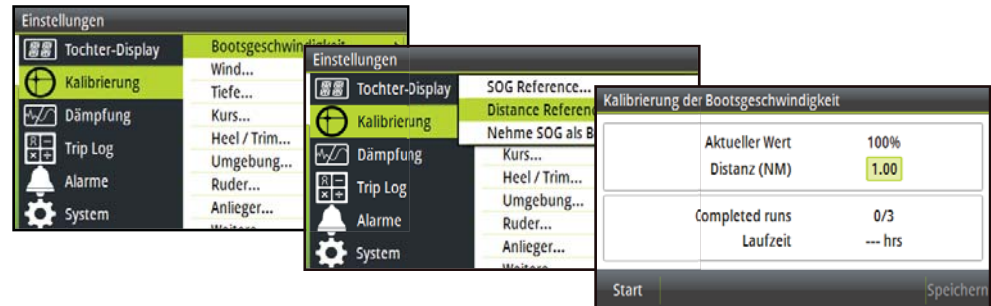 Einstellungen
Tochter-Display
Kalibrierung
Dämpfung
Trip Log
Alarme
System
Wind...
Tiefe...
Kurs...
Heel / Trim...
Umgebung...
Ruder...
Anlieger...
Einstellungen
Tochter-Display
Kalibrierung
Dämpfung
Trip Log
Alarme
System
SOG Reference...
Distance
Nehme SOG als
Kurs...
Heel / Trim...
Umgebung...
Ruder...
Anlieger...
Kalibrierung der Bootsgeschwindigkeit
Aktueller Wert 100%
Distanz (NM) 1.00
Completed runs 0/3
Laufzeit --- hrs
Start Speichern